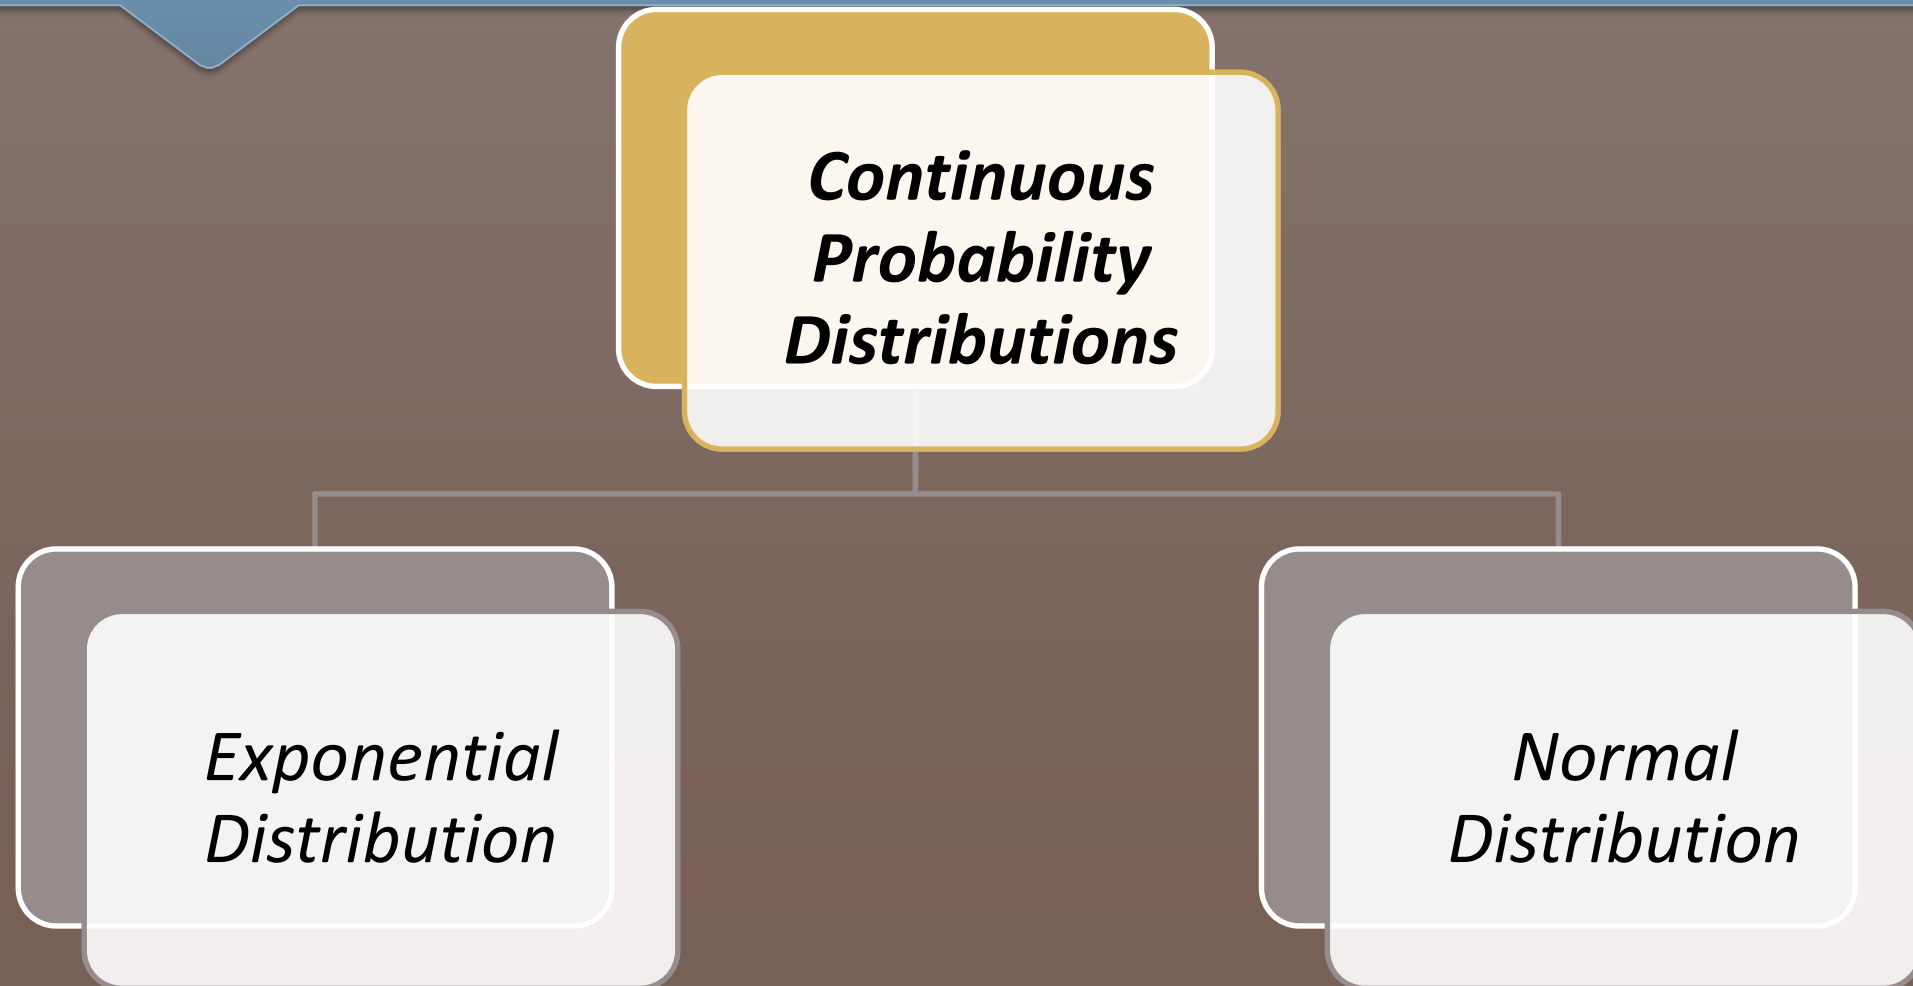 Continuous
Probability
Distributions
Exponential
Distribution
Normal
Distribution